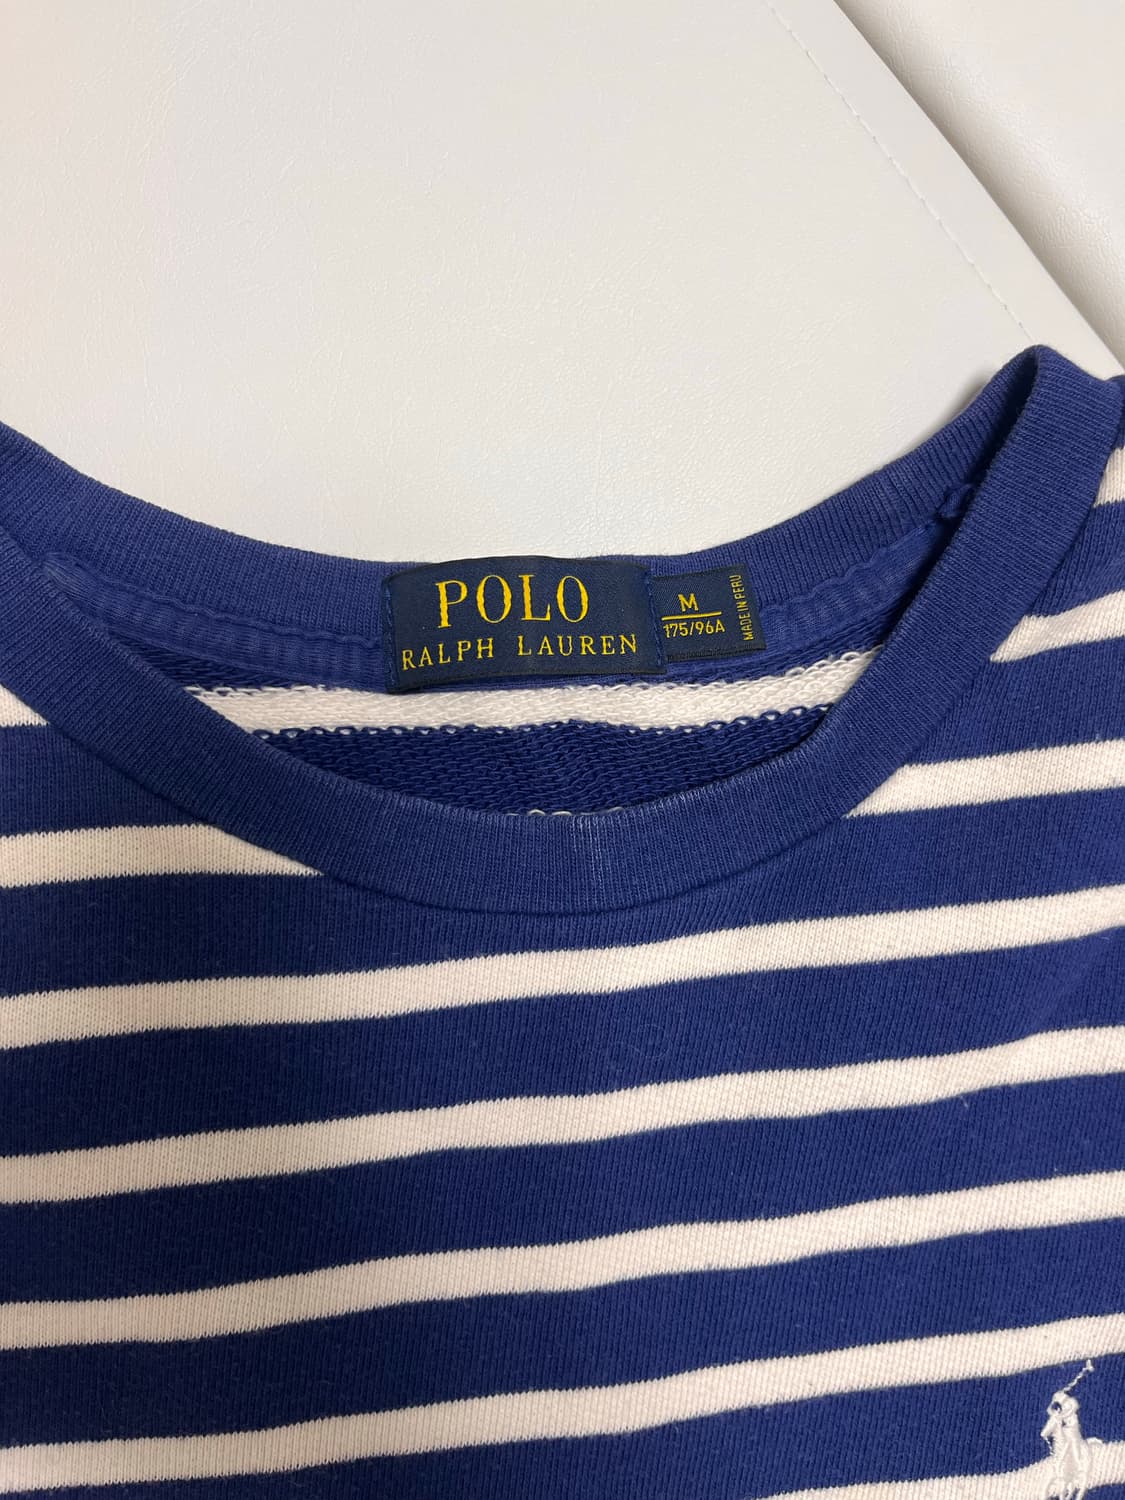 POLO
RALPH LAUREN
M
175/96A
MADE IN PERU